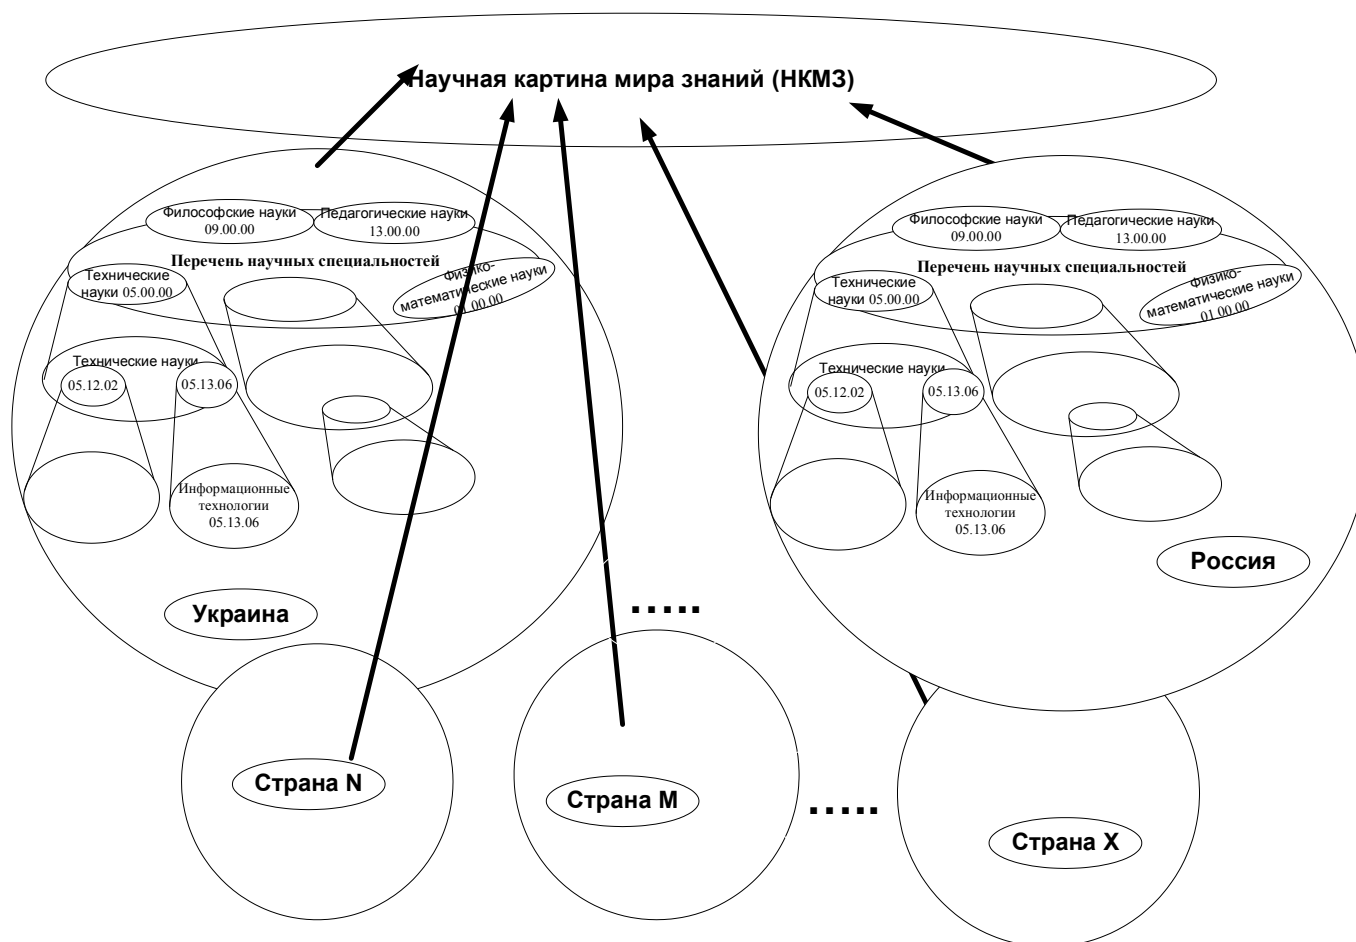 Научная картина мира знаний (НКМЗ)
Философские науки
09.00.00
Педагогические науки
13.00.00
Перечень научных специальностей
Технические
науки 05.00.00
Физико-
математические науки
01.00.00
Технические науки
05.12.02
05.13.06
Информационные
технологии
05.13.06
Украина
Философские науки
09.00.00
Педагогические науки
13.00.00
Перечень научных специальностей
Технические
науки 05.00.00
Физико-
математические науки
01.00.00
Технические науки
05.12.02
05.13.06
Информационные
технологии
05.13.06
Россия
.....
Страна N
Страна M
.....
Страна X